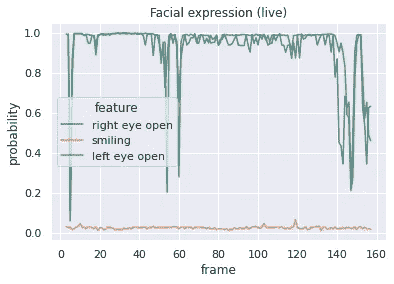 Facial expression (live)
1.0
0.8
0.6
0.4
0.2
0.0
probability
feature
right eye open
smiling
left eye open
0 20 40 60 80 100 120 140 160
frame